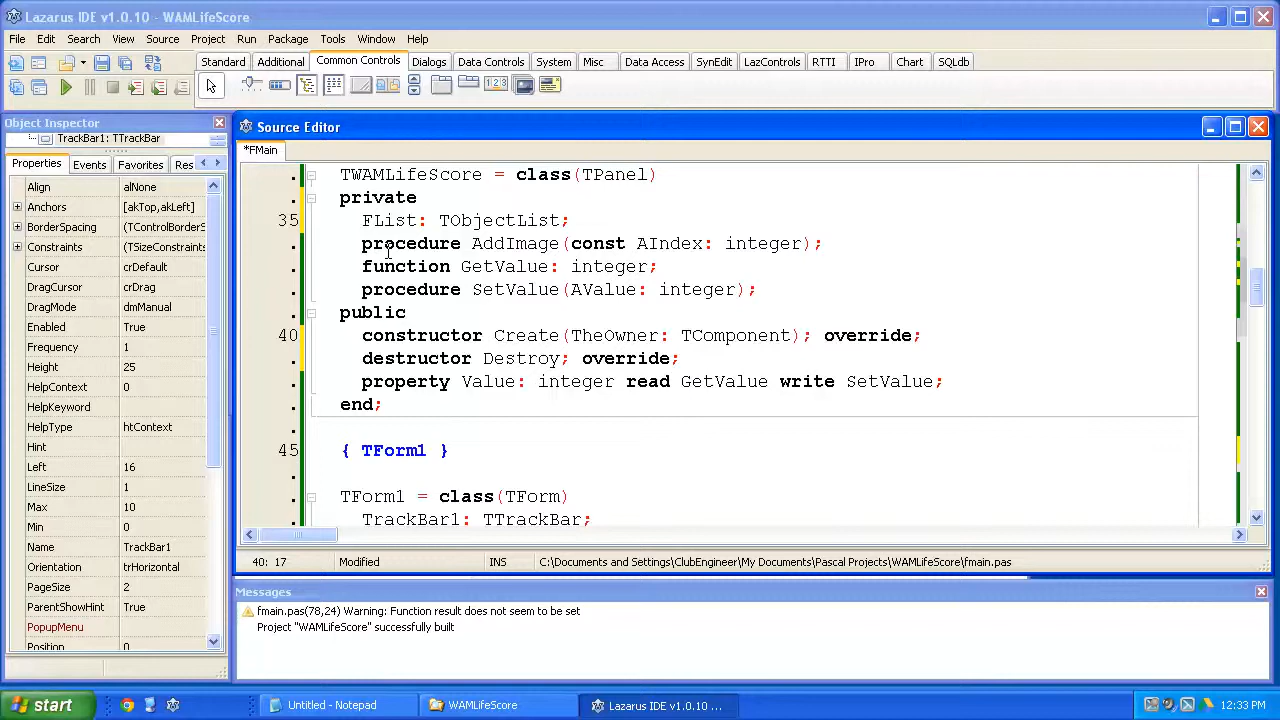 Lazarus IDE v1.0.10 - WAMLifeScore
File Edit Search View Source Project Run Package Tools Window Help
Standard Additional Common Controls Dialogs Data Controls System Misc Data Access SynEdit LazControls RTTI IPro Chart SQLdb
Object Inspector
TrackBar1: TTrackBar
Properties Events Favorites Res
Align alNone
Anchors [akTop,akLeft]
BorderSpacing (TControlBorderS
Constraints (TSizeConstraints
Cursor crDefault
DragCursor crDrag
DragMode dmManual
Enabled True
Frequency 1
Height 25
HelpContext 0
HelpKeyword
HelpType htContext
Hint
Left 16
LineSize 1
Max 10
Min 0
Name TrackBar1
Orientation trHorizontal
PageSize 2
ParentShowHint True
PopupMenu
Position 0
Source Editor
*FMain
TWAMLifeScore = class(TPanel)
private
35 FList: TObjectList;
procedure AddImage(const AIndex: integer);
function GetValue: integer;
procedure SetValue(AValue: integer);
public
40 constructor Create(TheOwner: TComponent); override;
destructor Destroy; override;
property Value: integer read GetValue write SetValue;
end;
45 { TForm1 }
TForm1 = class(TForm)
TrackBar1: TTrackBar;
40: 17 Modified INS C:\Documents and Settings\ClubEngineer\My Documents\Pascal Projects\WAMLifeScore\fmain.pas
Messages
fmain.pas(78,24) Warning: Function result does not seem to be set
Project "WAMLifeScore" successfully built
start Untitled - Notepad WAMLifeScore Lazarus IDE v1.0.10 ... 12:33 PM